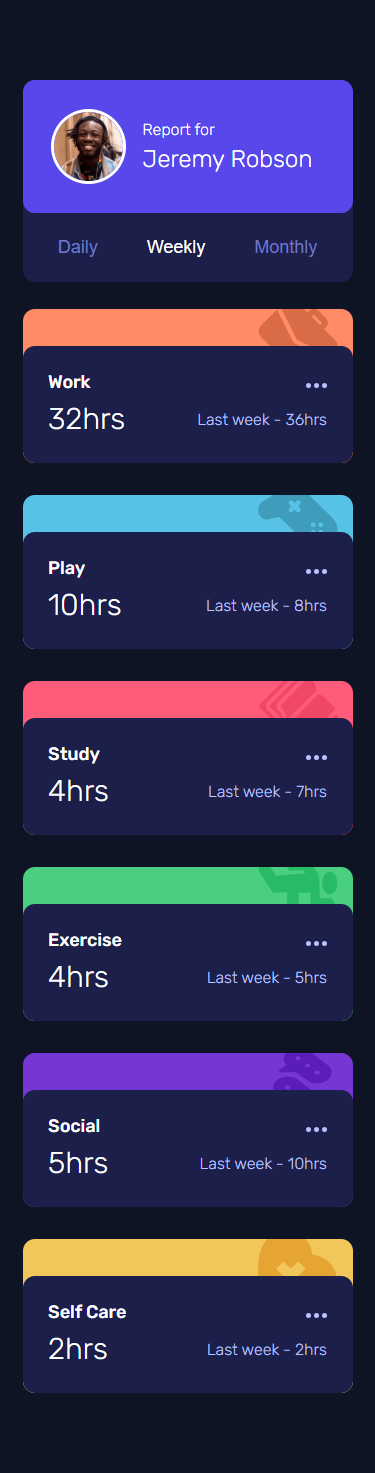 Report for
Jeremy Robson
Daily Weekly Monthly
Work
32hrs Last week - 36hrs
Play
10hrs Last week - 8hrs
Study
4hrs Last week - 7hrs
Exercise
4hrs Last week - 5hrs
Social
5hrs Last week - 10hrs
Self Care
2hrs Last week - 2hrs